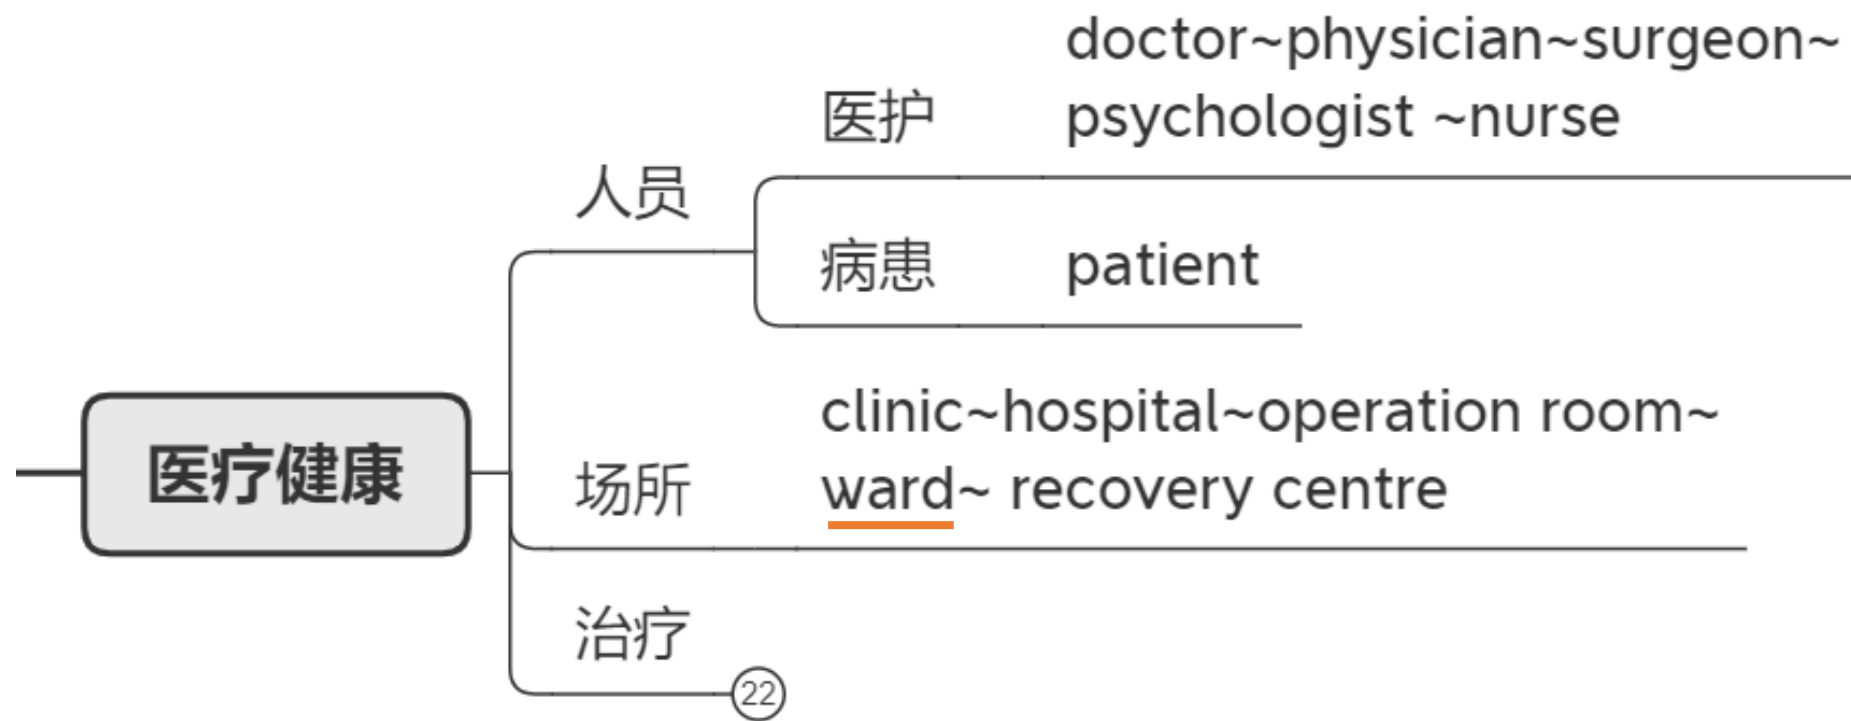 doctor~physician~surgeon~
医护 psychologist ~nurse
人员
病患 patient
clinic~hospital~operation room~
医疗健康
场所 ward~ recovery centre
治疗
22